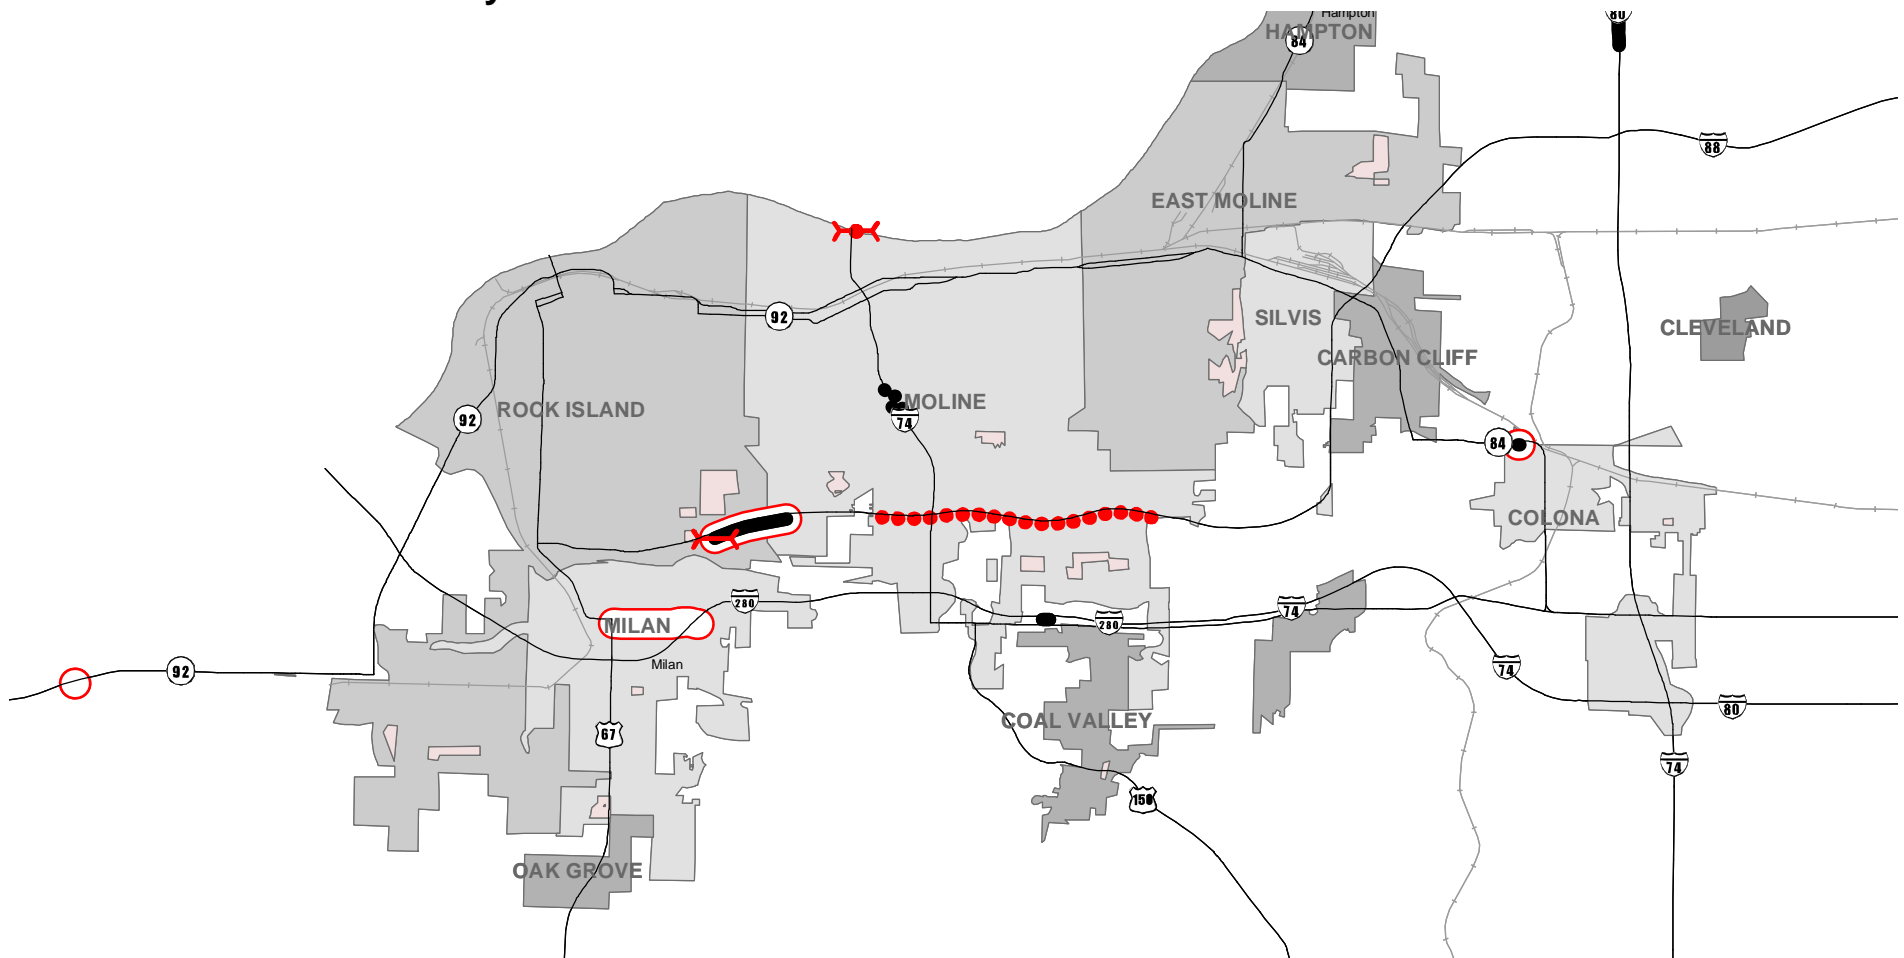 Hampton
80
HAMPTON
84
88
EAST MOLINE
92
SILVIS
CLEVELAND
CARBON CLIFF
92
ROCK ISLAND
MOLINE
74
84
COLONA
280
74
MILAN
280
Milan
92
74
80
COAL VALLEY
67
74
150
OAK GROVE